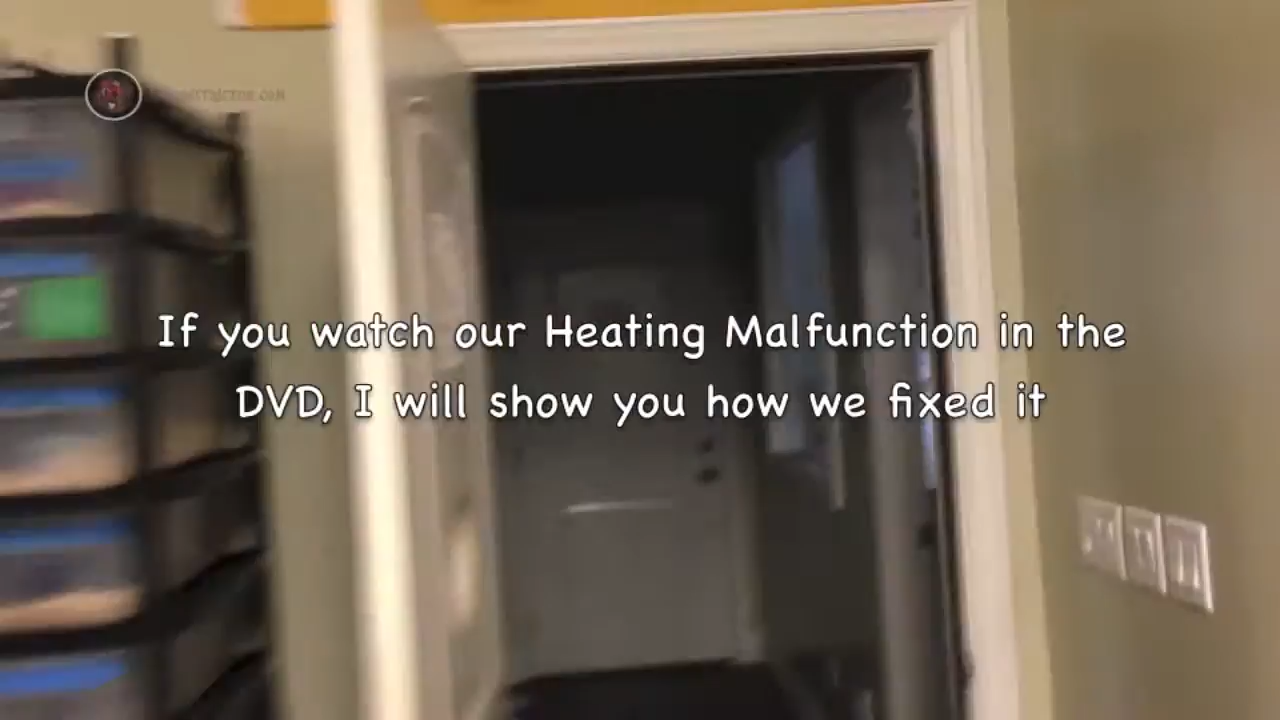 If you watch our Heating Malfunction in the
DVD, I will show you how we fixed it